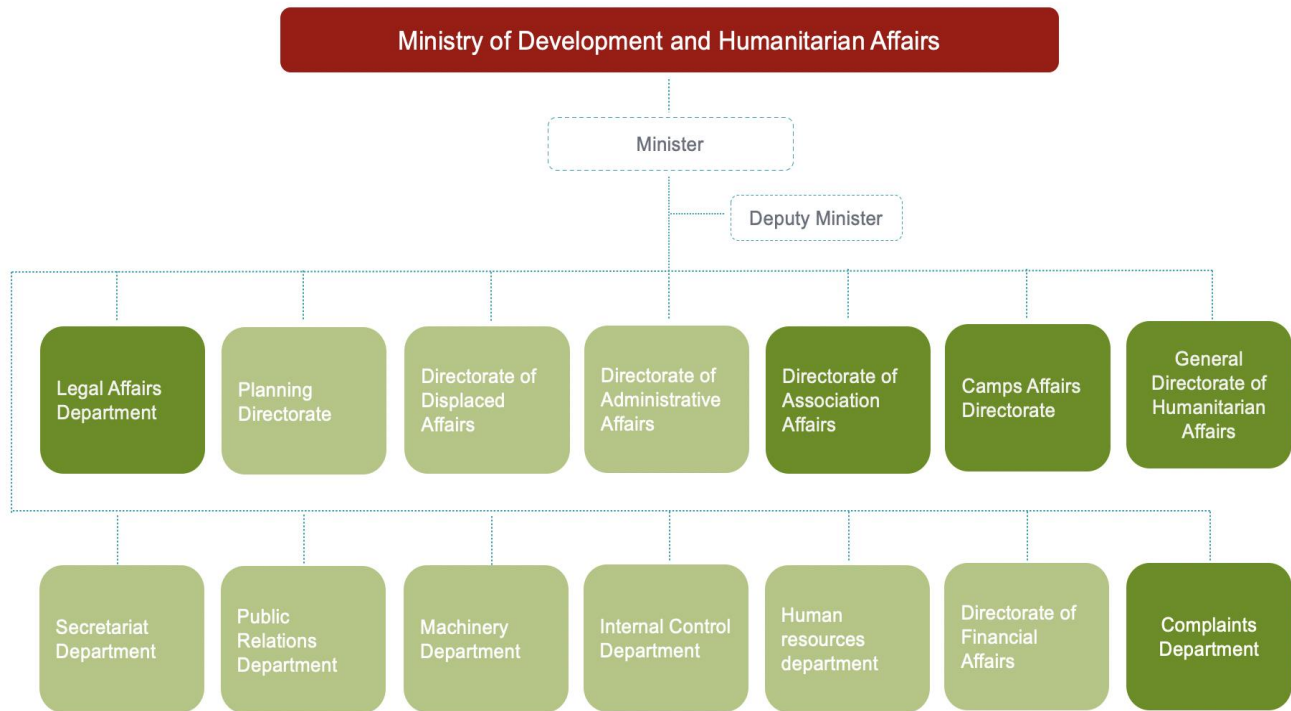 Ministry of Development and Humanitarian Affairs
Minister
Deputy Minister
Legal Affairs
Department
Planning
Directorate
Directorate of
Displaced
Affairs
Directorate of
Administrative
Affairs
Directorate of
Association
Affairs
Camps Affairs
Directorate
General
Directorate of
Humanitarian
Affairs
Secretariat
Department
Public
Relations
Department
Machinery
Department
Internal Control
Department
Human
resources
department
Directorate of
Financial
Affairs
Complaints
Department